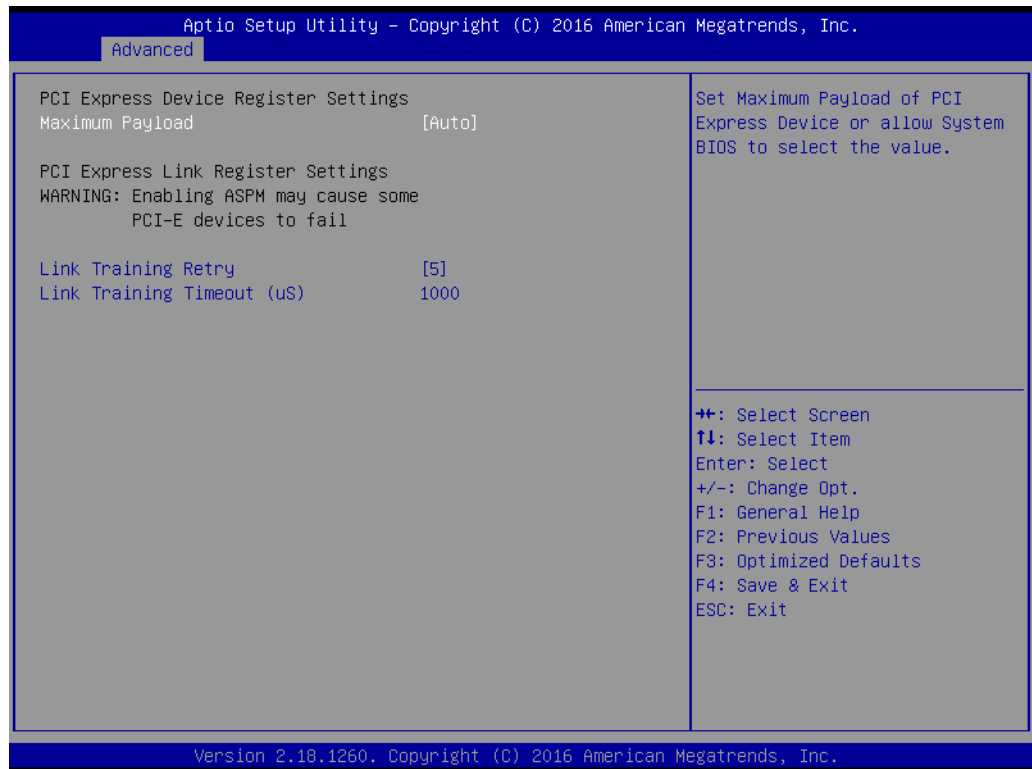 Aptio Setup Utility – Copyright (C) 2016 American Megatrends, Inc.
Advanced
PCI Express Device Register Settings
Maximum Payload [Auto]
PCI Express Link Register Settings
WARNING: Enabling ASPM may cause some
PCI-E devices to fail
Link Training Retry [5]
Link Training Timeout (uS) 1000
Set Maximum Payload of PCI
Express Device or allow System
BIOS to select the value.
→←: Select Screen
↑↓: Select Item
Enter: Select
+/-: Change Opt.
F1: General Help
F2: Previous Values
F3: Optimized Defaults
F4: Save & Exit
ESC: Exit
Version 2.18.1260. Copyright (C) 2016 American Megatrends, Inc.